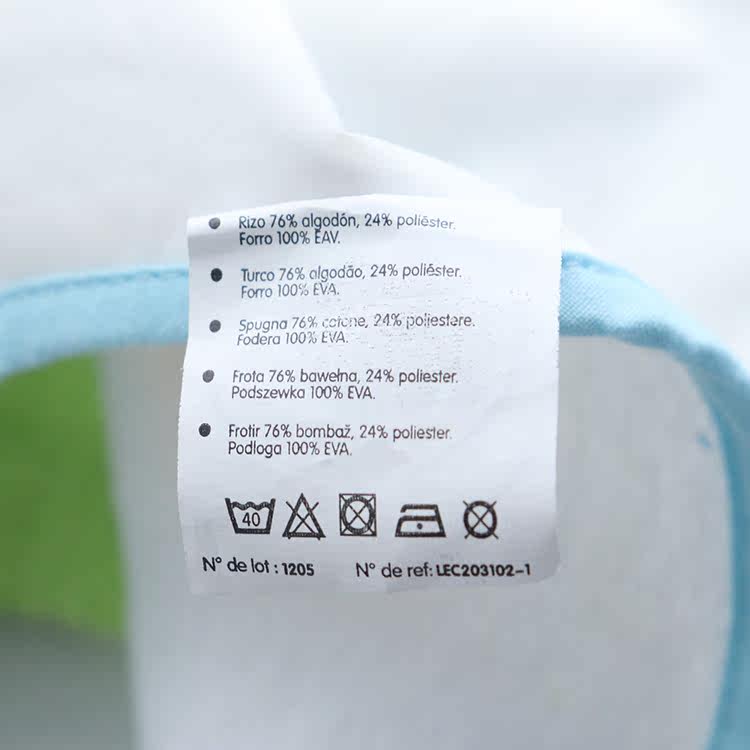 • Rizo 76% algodón, 24% poliéster.
Forro 100% EAV.
• Turco 76% algodão, 24% poliéster.
Forro 100% EVA.
• Spugna 76% cotone, 24% poliestere.
Fodera 100% EVA.
• Frota 76% bawełna, 24% poliester.
Podszewka 100% EVA.
• Frotir 76% bombaž, 24% poliester.
Podloga 100% EVA.
40
N° de lot : 1205 N° de ref: LEC203102-1